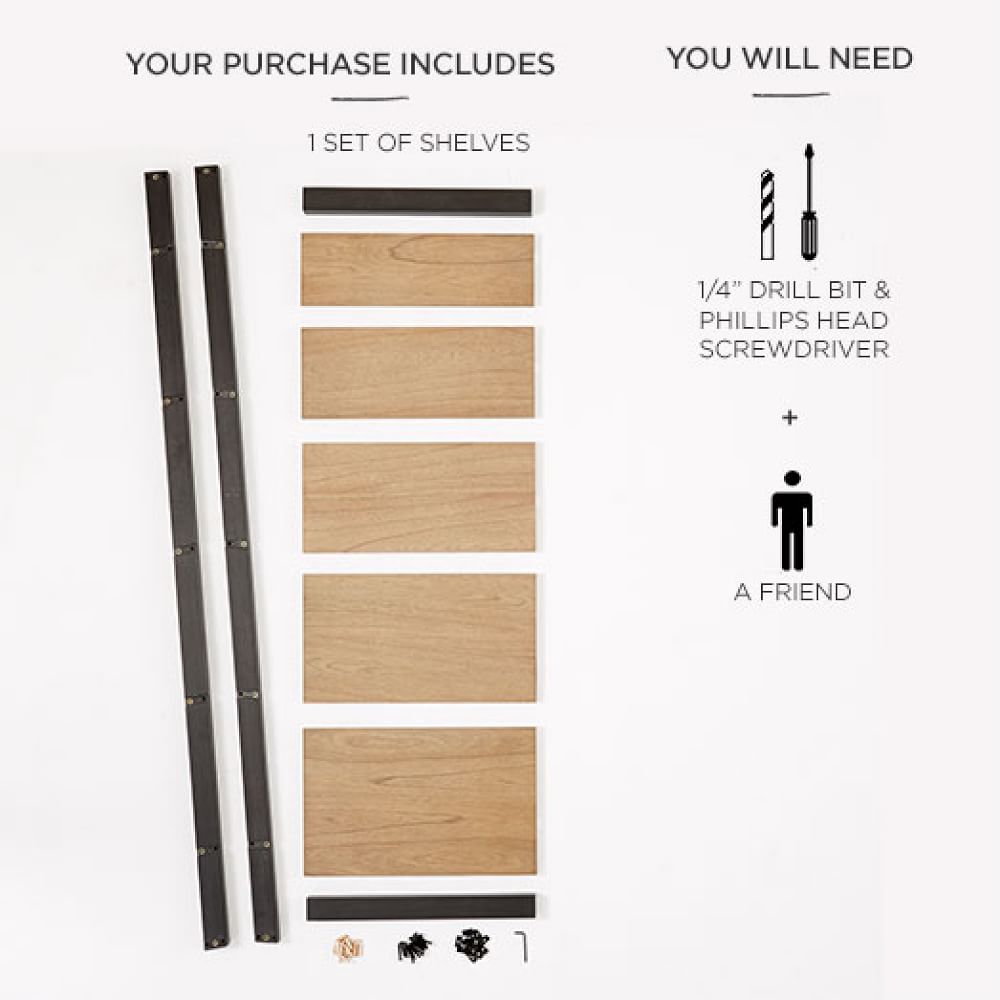 YOUR PURCHASE INCLUDES
1 SET OF SHELVES
YOU WILL NEED
1/4” DRILL BIT &
PHILLIPS HEAD
SCREWDRIVER
+
A FRIEND